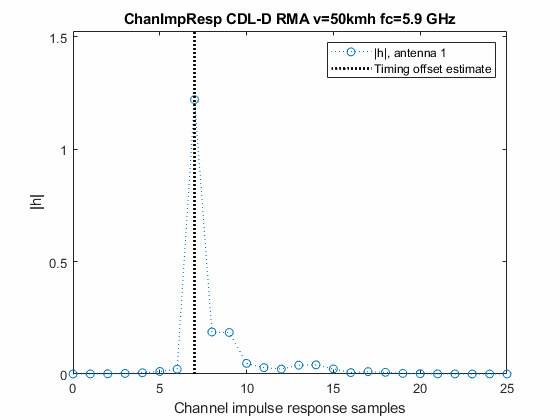 ChanImpResp CDL-D RMA v=50kmh fc=5.9 GHz
1.5
|h|, antenna 1
Timing offset estimate
1
|h|
0.5
0
0 5 10 15 20 25
Channel impulse response samples